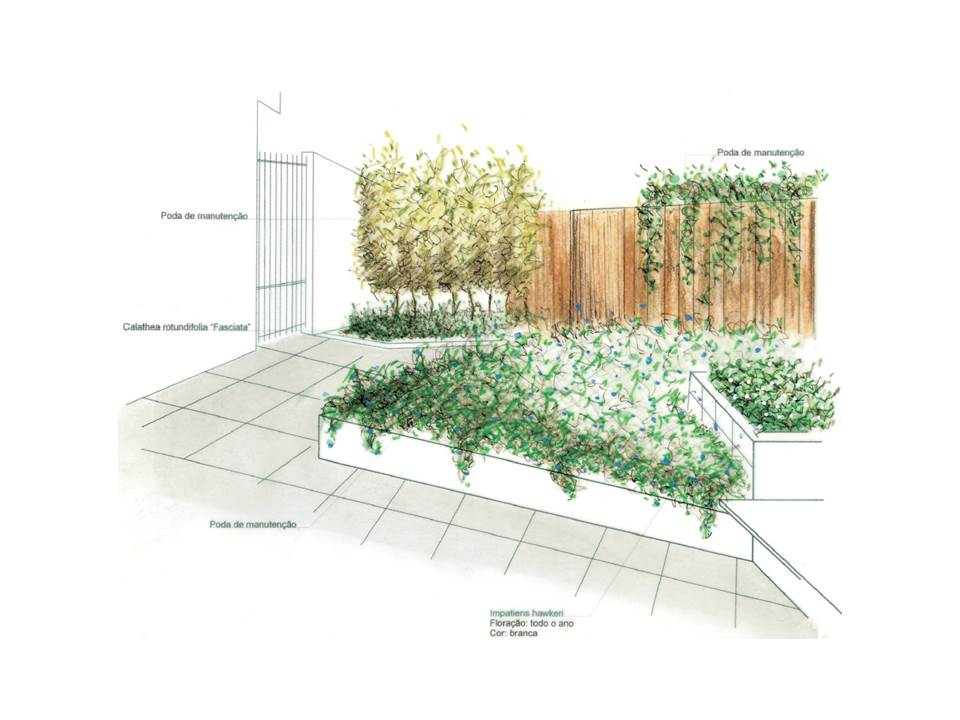 Poda de manutenção
Poda de manutenção
Calathea rotundifolia "Fasciata"
Poda de manutenção
Impatiens hawkeri
Floração: todo o ano
Cor: branca